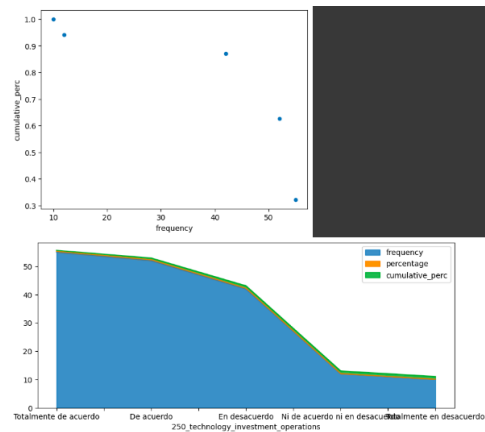 1.0
0.9
0.8
0.7
0.6
0.5
0.4
0.3
cumulative_perc
10 20 30 40 50
frequency
frequency
percentage
cumulative_perc
50
40
30
20
10
0
Totalmente de acuerdo De acuerdo En desacuerdo Ni de acuerdo ni en desacuerdo Totalmente en desacuerdo
250_technology_investment_operations